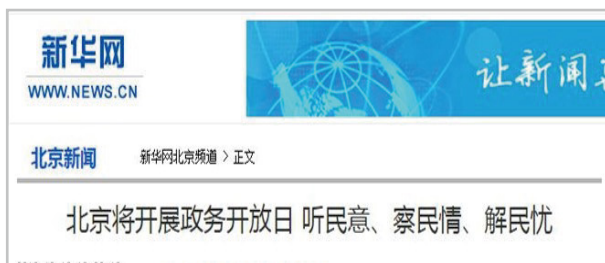 新华网
WWW.NEWS.CN
让新闻
北京新闻 新华网北京频道 > 正文
北京将开展政务开放日 听民意、察民情、解民忧